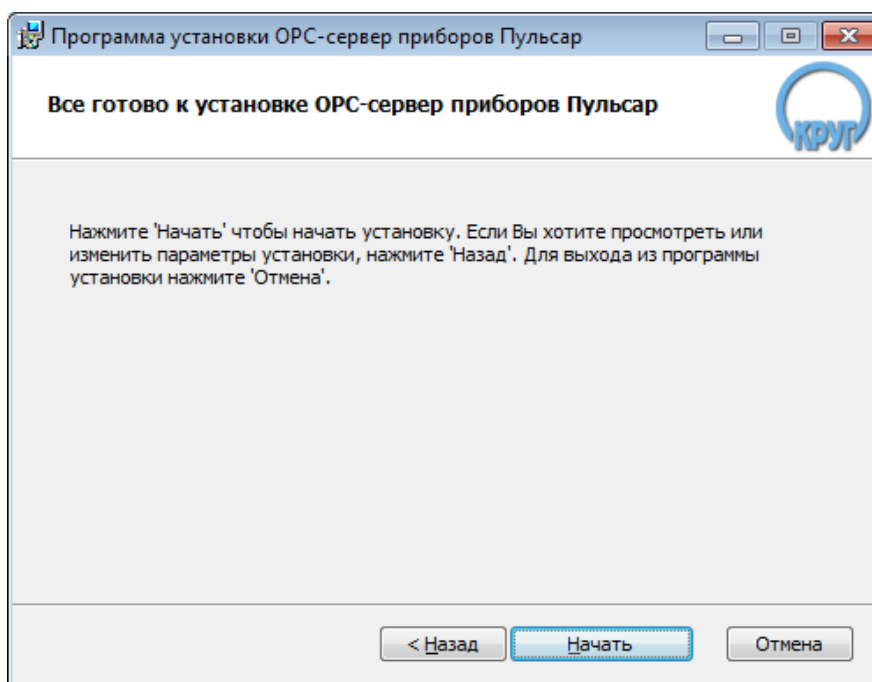 Программа установки OPC-сервер приборов Пульсар
Все готово к установке OPC-сервер приборов Пульсар
КРУГ
Нажмите 'Начать' чтобы начать установку. Если Вы хотите просмотреть или
изменить параметры установки, нажмите 'Назад'. Для выхода из программы
установки нажмите 'Отмена'.
< Назад
Начать
Отмена